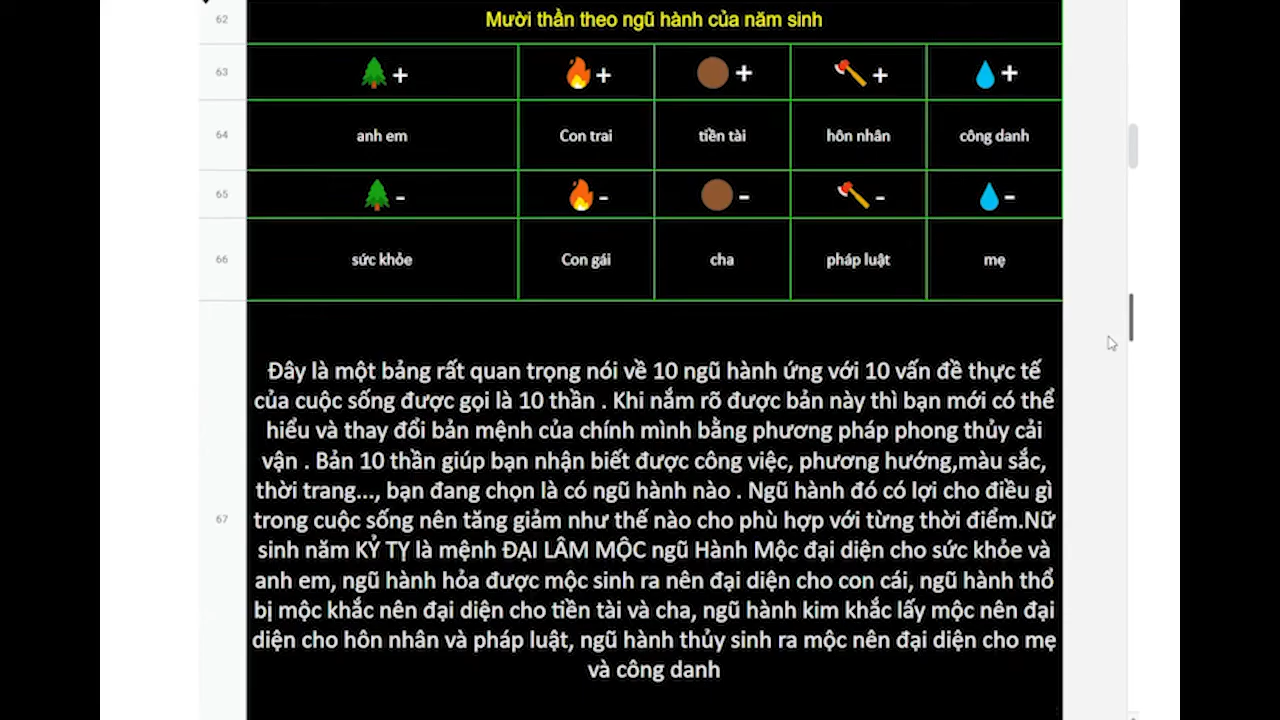 62
Mười thần theo ngũ hành của năm sinh
63
+ + + + +
64
anh em Con trai tiền tài hôn nhân công danh
65
- - - - -
66
sức khỏe Con gái cha pháp luật mẹ
Đây là một bảng rất quan trọng nói về 10 ngũ hành ứng với 10 vấn đề thực tế
của cuộc sống được gọi là 10 thần . Khi nắm rõ được bản này thì bạn mới có thể
hiểu và thay đổi bản mệnh của chính mình bằng phương pháp phong thủy cải
vận . Bản 10 thần giúp bạn nhận biết được công việc, phương hướng,màu sắc,
thời trang..., bạn đang chọn là có ngũ hành nào . Ngũ hành đó có lợi cho điều gì
67
trong cuộc sống nên tăng giảm như thế nào cho phù hợp với từng thời điểm.Nữ
sinh năm KỶ TỴ là mệnh ĐẠI LÂM MỘC ngũ Hành Mộc đại diện cho sức khỏe và
anh em, ngũ hành hỏa được mộc sinh ra nên đại diện cho con cái, ngũ hành thổ
bị mộc khắc nên đại diện cho tiền tài và cha, ngũ hành kim khắc lấy mộc nên đại
diện cho hôn nhân và pháp luật, ngũ hành thủy sinh ra mộc nên đại diện cho mẹ
và công danh